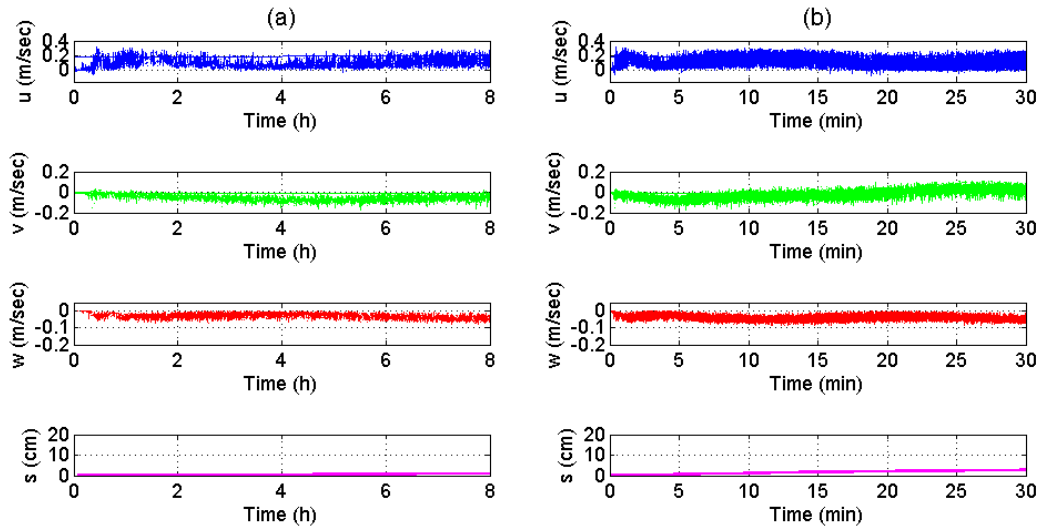 (a)
u (m/sec)
0.4
0.2
0
0 2 4 6 8
Time (h)
v (m/sec)
0.2
0
-0.2
0 2 4 6 8
Time (h)
w (m/sec)
0
-0.1
-0.2
0 2 4 6 8
Time (h)
s (cm)
20
10
0
0 2 4 6 8
Time (h)
(b)
u (m/sec)
0.4
0.2
0
0 5 10 15 20 25 30
Time (min)
v (m/sec)
0.2
0
-0.2
0 5 10 15 20 25 30
Time (min)
w (m/sec)
0
-0.1
-0.2
0 5 10 15 20 25 30
Time (min)
s (cm)
20
10
0
0 5 10 15 20 25 30
Time (min)